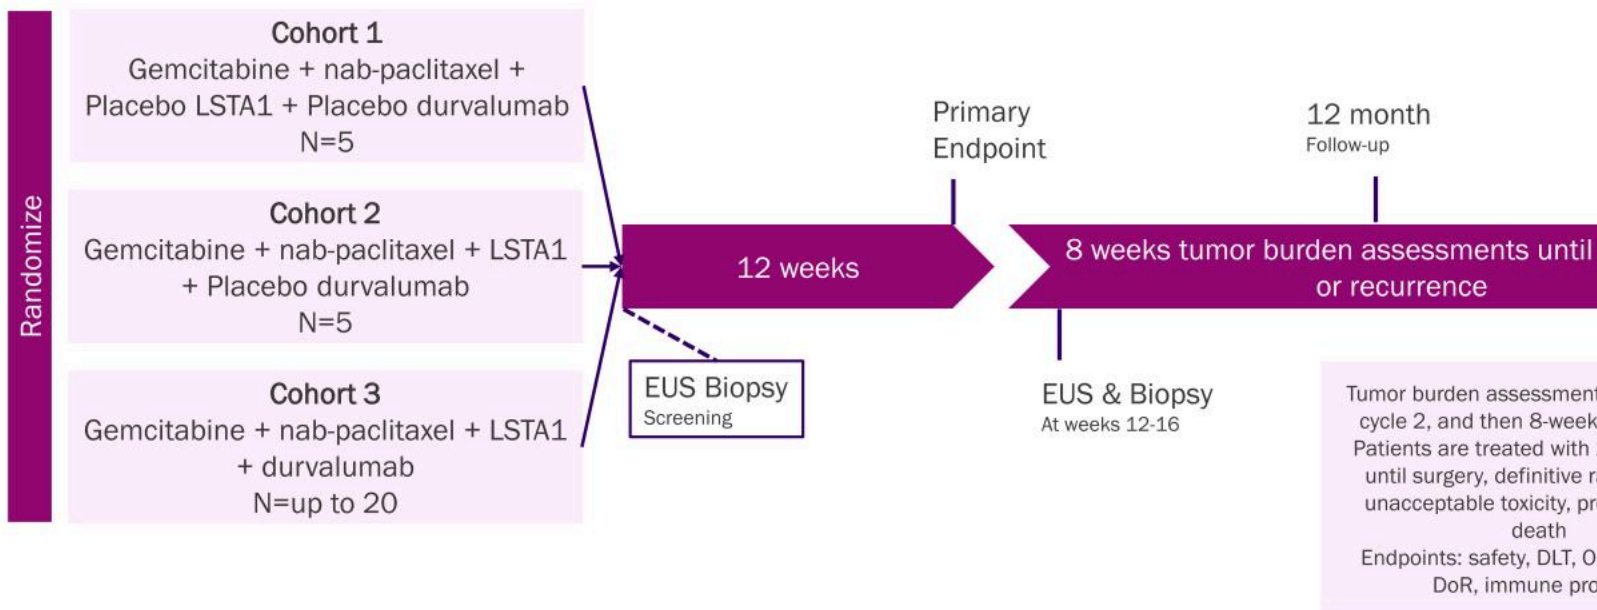 Randomize
Cohort 1
Gemcitabine + nab-paclitaxel +
Placebo LSTA1 + Placebo durvalumab
N=5
Cohort 2
Gemcitabine + nab-paclitaxel + LSTA1
+ Placebo durvalumab
N=5
Cohort 3
Gemcitabine + nab-paclitaxel + LSTA1
+ durvalumab
N=up to 20
12 weeks
EUS Biopsy
Screening
Primary
Endpoint
12 month
Follow-up
8 weeks tumor burden assessments until
or recurrence
EUS & Biopsy
At weeks 12-16
Tumor burden
cycle 2, and then 8-week
Patients are treated with
until surgery, definitive
unacceptable toxicity,
death
Endpoints: safety, DLT,
DoR, immune